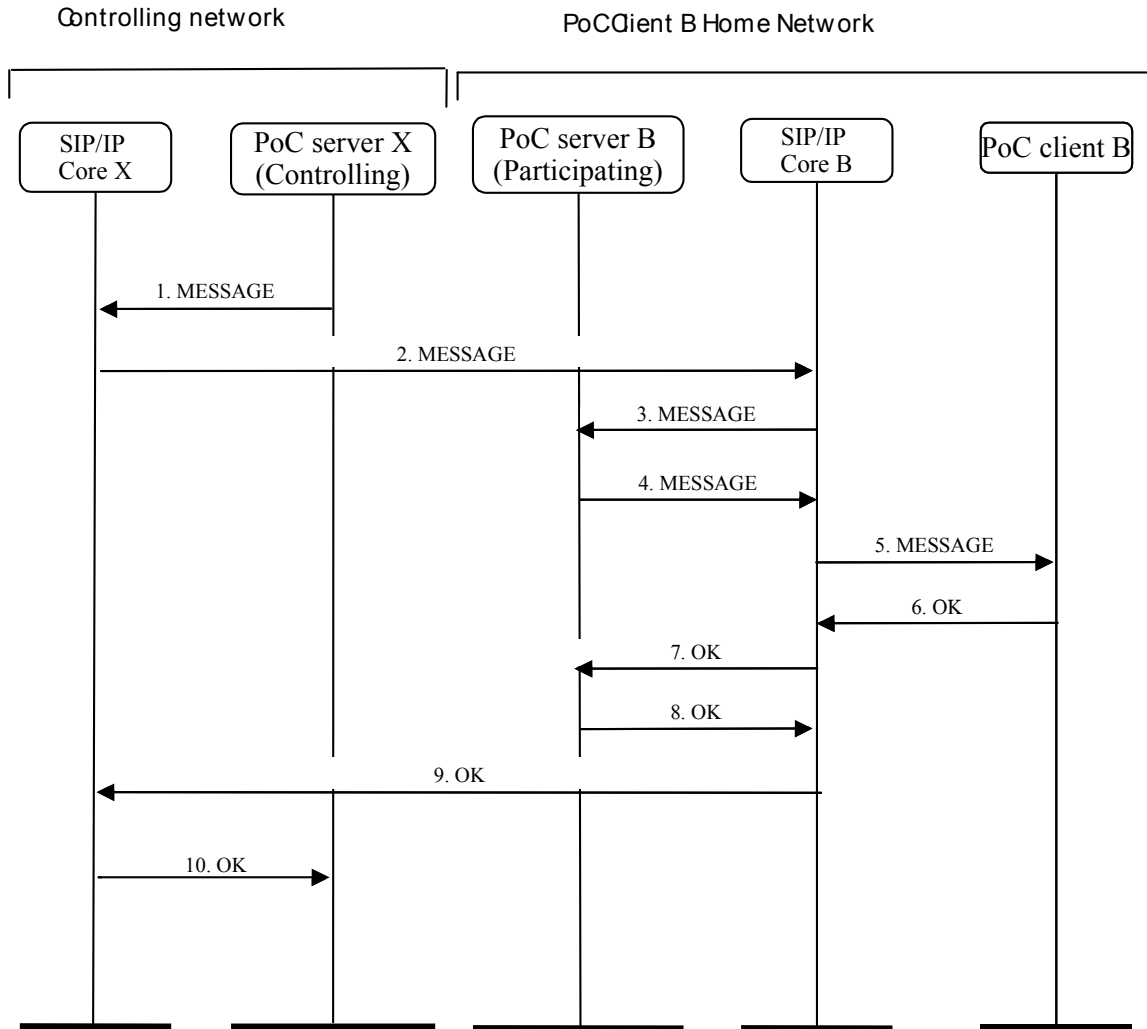 Controlling network
PoCClient B Home Network
SIP/IP
Core X
PoC server X
(Controlling)
PoC server B
(Participating)
SIP/IP
Core B
PoC client B
1. MESSAGE
2. MESSAGE
3. MESSAGE
4. MESSAGE
5. MESSAGE
6. OK
7. OK
8. OK
9. OK
10. OK